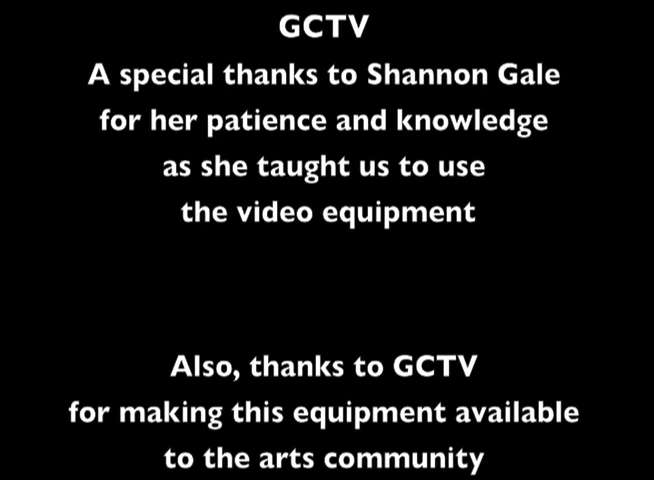 GCTV
A special thanks to Shannon Gale
for her patience and knowledge
as she taught us to use
the video equipment
Also, thanks to GCTV
for making this equipment available
to the arts community